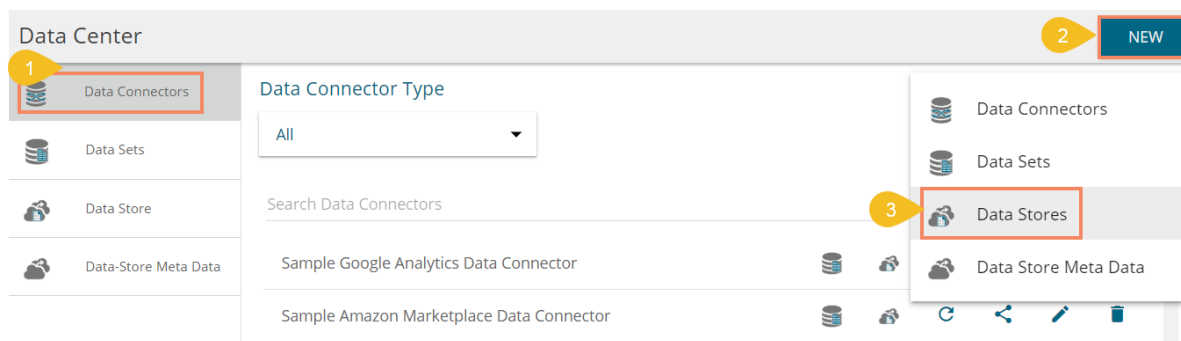 Data Center
2
NEW
1
Data Connectors
Data Sets
Data Store
Data-Store Meta Data
Data Connector Type
All
Search Data Connectors
Sample Google Analytics Data Connector
Sample Amazon Marketplace Data Connector
Data Connectors
Data Sets
3
Data Stores
Data Store Meta Data